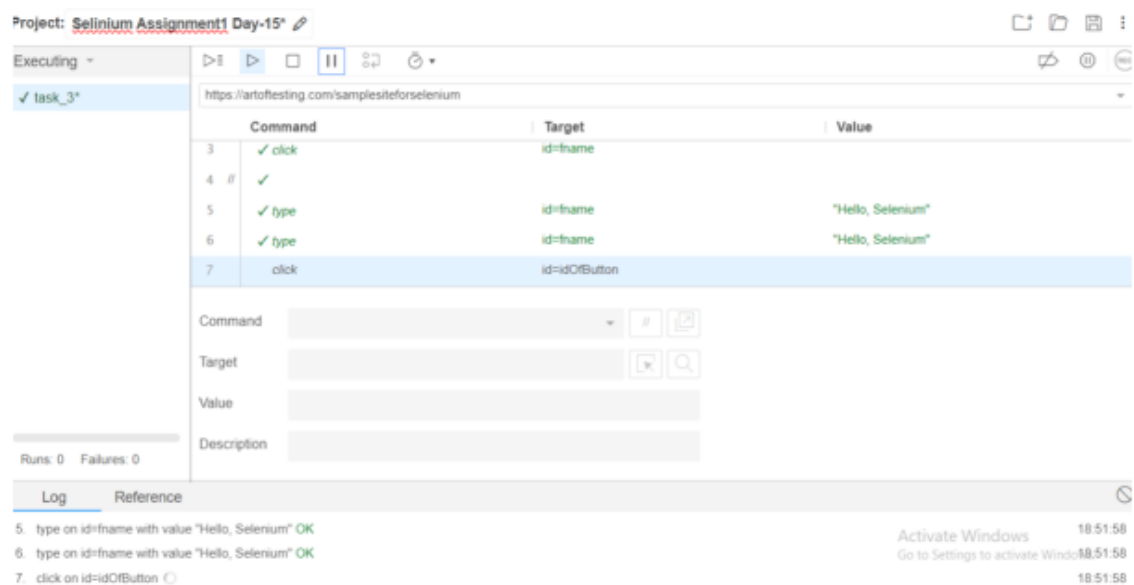 Project: Selinium Assignment1 Day-15*
Executing
https://artoftesting.com/samplesiteforselenium
✓ task_3*
Command Target Value
3 ✓ click id=fname
4 // ✓
5 ✓ type id=fname "Hello, Selenium"
6 ✓ type id=fname "Hello, Selenium"
7 click id=idOfButton
Command //
Target
Value
Description
Runs: 0 Failures: 0
Log Reference
5. type on id=fname with value "Hello, Selenium" OK 18:51:58
Activate Windows
6. type on id=fname with value "Hello, Selenium" OK 18:51:58
Go to Settings to activate Windo
7. click on id=idOfButton 18:51:58